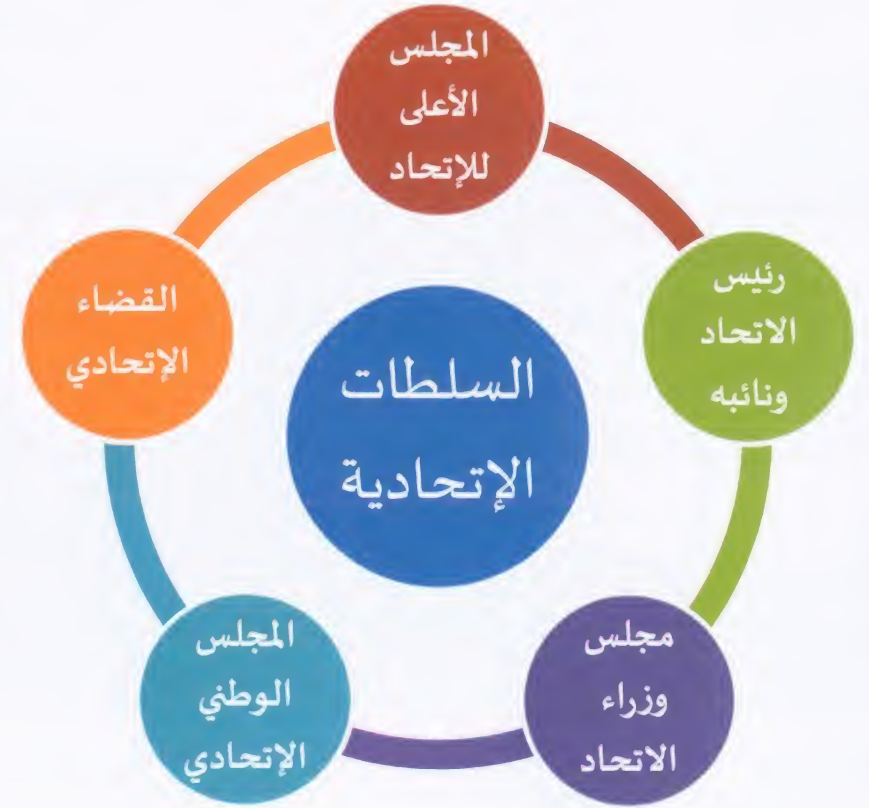 المجلس
الأعلى
للإتحاد
رئيس
الاتحاد
ونائبه
مجلس
وزراء
الاتحاد
المجلس
الوطني
الإتحادي
القضاء
الإتحادي
السلطات
الإتحادية